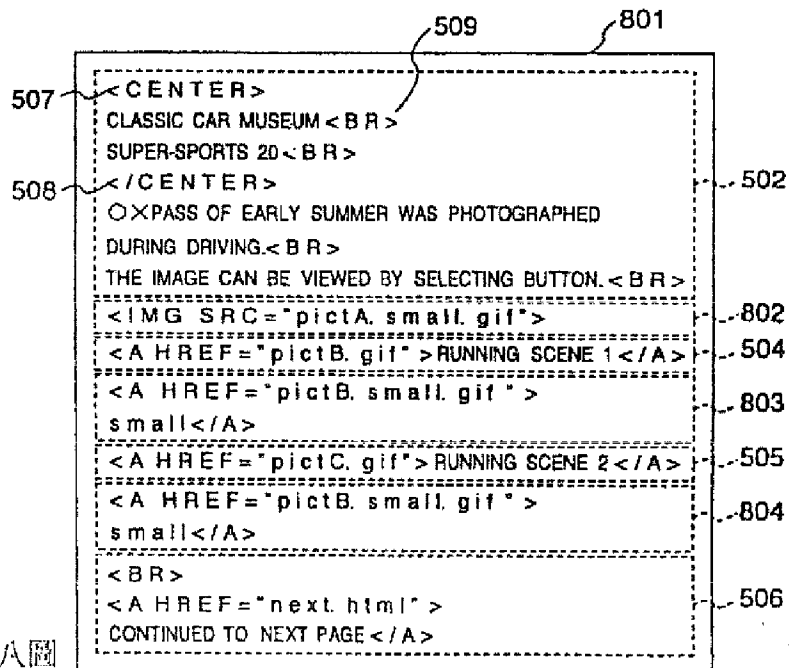 509
801
507
<CENTER>
CLASSIC CAR MUSEUM<BR>
SUPER-SPORTS 20<BR>
508
</CENTER>
502
○×PASS OF EARLY SUMMER WAS PHOTOGRAPHED
DURING DRIVING.<BR>
THE IMAGE CAN BE VIEWED BY SELECTING BUTTON.<BR>
<IMG SRC="pictA. small. gif">
802
<A HREF="pictB. gif" >RUNNING SCENE 1</A>
504
<A HREF="pictB. small. gif " >
803
small</A>
<A HREF="pictC. gif">RUNNING SCENE 2</A>
505
<A HREF="pictB. small. gif " >
804
small</A>
<BR>
<A HREF="next. html" >
506
CONTINUED TO NEXT PAGE</A>
八圖